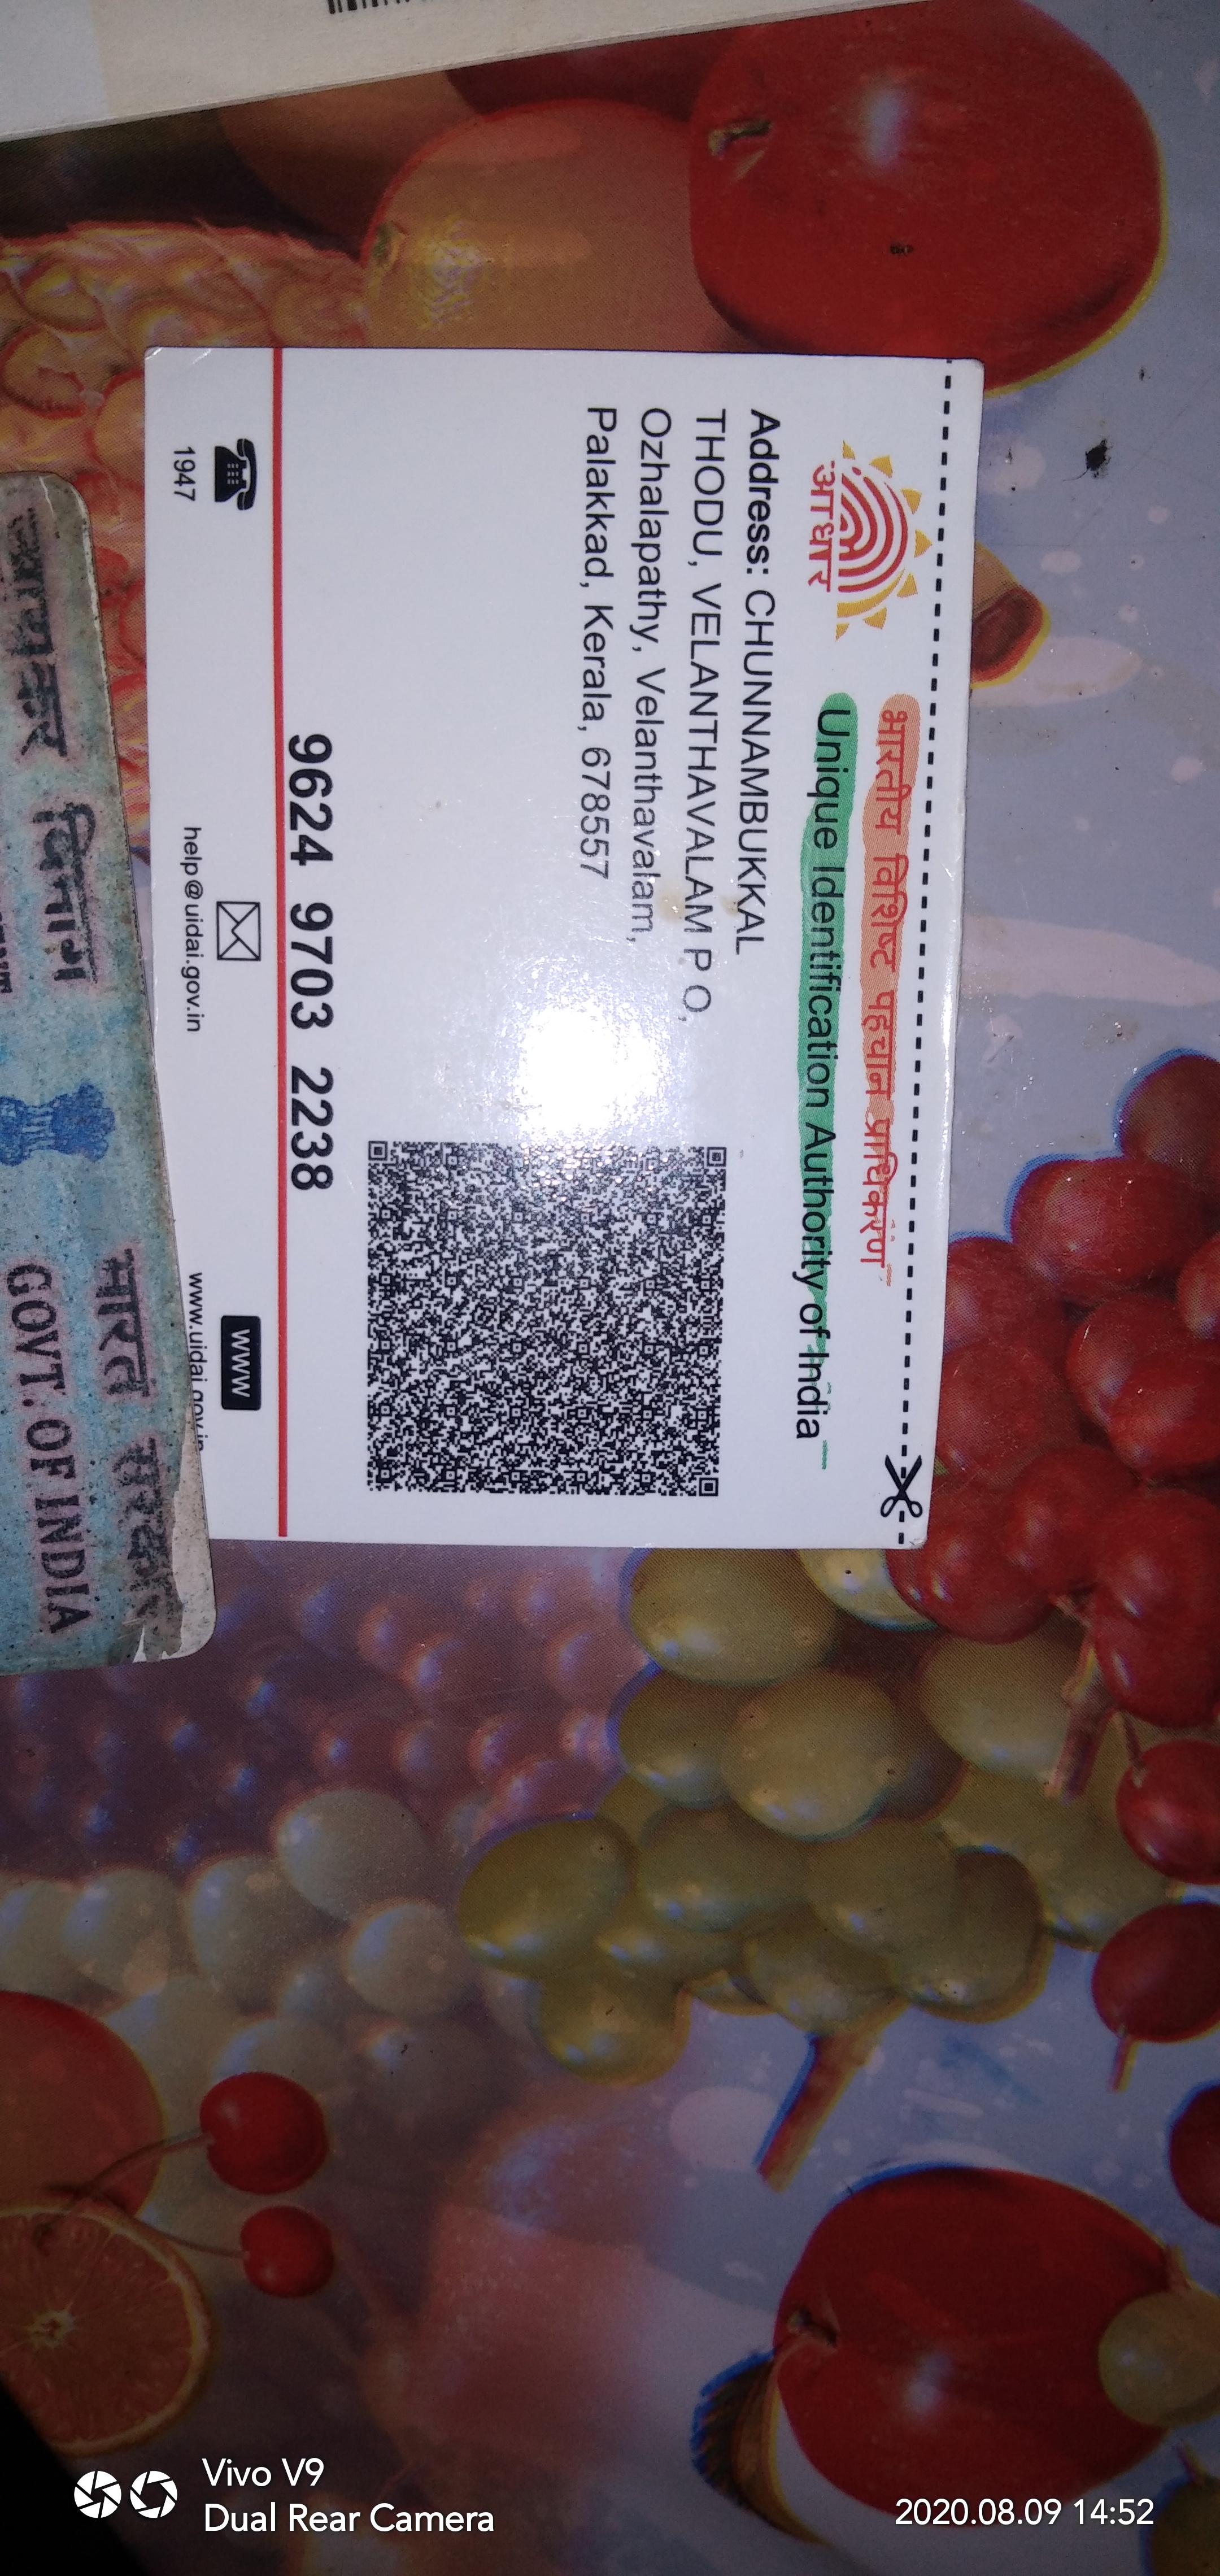 आधार
भारतीय विशिष्ट पहचान प्राधिकरण
Unique Identification Authority of India
Address: CHUNNAMBUKKAL
THODU, VELANTHAVALAM P O,
Ozhalapathy, Velanthavalam,
Palakkad, Kerala, 678557
9624 9703 2238
1947
help@uidai.gov.in
www
www.uidai.gov.in
आयकर विभाग
भारत सरकार
GOVT. OF INDIA
Vivo V9
Dual Rear Camera
2020.08.09 14:52